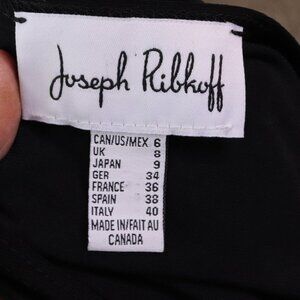 Joseph Ribkoff
CAN/US/MEX 6
UK 8
JAPAN 9
GER 34
FRANCE 36
SPAIN 38
ITALY 40
MADE IN/FAIT AU
CANADA